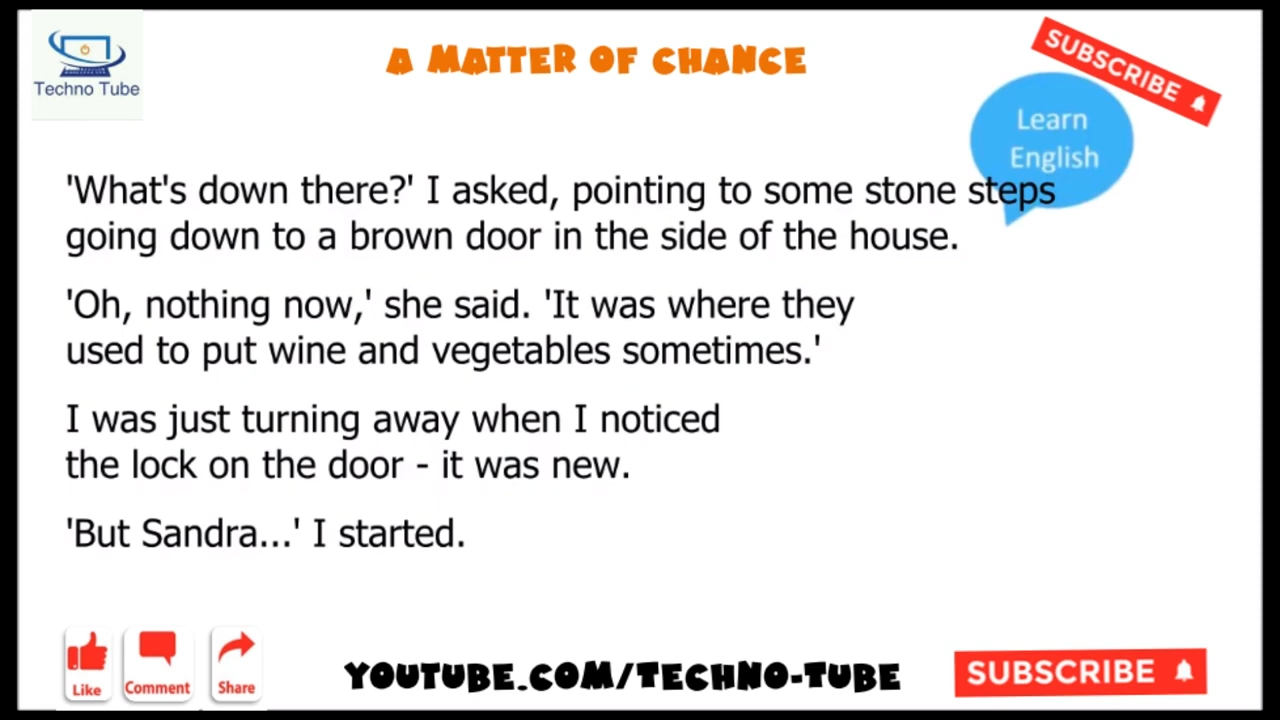 Techno Tube
A MATTER OF CHANCE
SUBSCRIBE
Learn
English
'What's down there?' I asked, pointing to some stone steps
going down to a brown door in the side of the house.
'Oh, nothing now,' she said. 'It was where they
used to put wine and vegetables sometimes.'
I was just turning away when I noticed
the lock on the door - it was new.
'But Sandra...' I started.
Like
Comment
Share
YOUTUBE.COM/TECHNO-TUBE
SUBSCRIBE